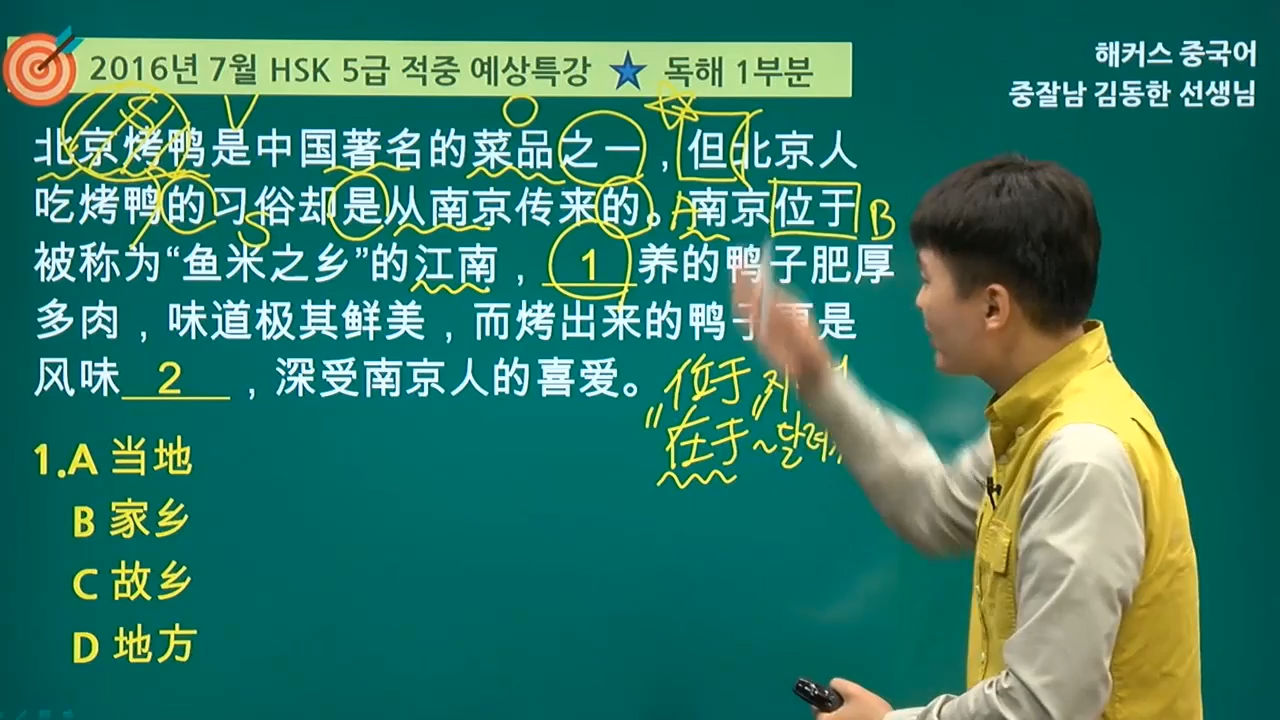 2016년 7월 HSK 5급 적중 예상특강 ★ 독해 1부분
해커스 중국어
중잘남 김동한 선생님
北京烤鸭是中国著名的菜品之一，但北京人
吃烤鸭的习俗却是从南京传来的。南京位于
被称为“鱼米之乡”的江南，1养的鸭子肥厚
多肉，味道极其鲜美，而烤出来的鸭子更是
风味2，深受南京人的喜爱。
S V O
S A B
位于
在于 ~달려
1.A 当地
B 家乡
C 故乡
D 地方